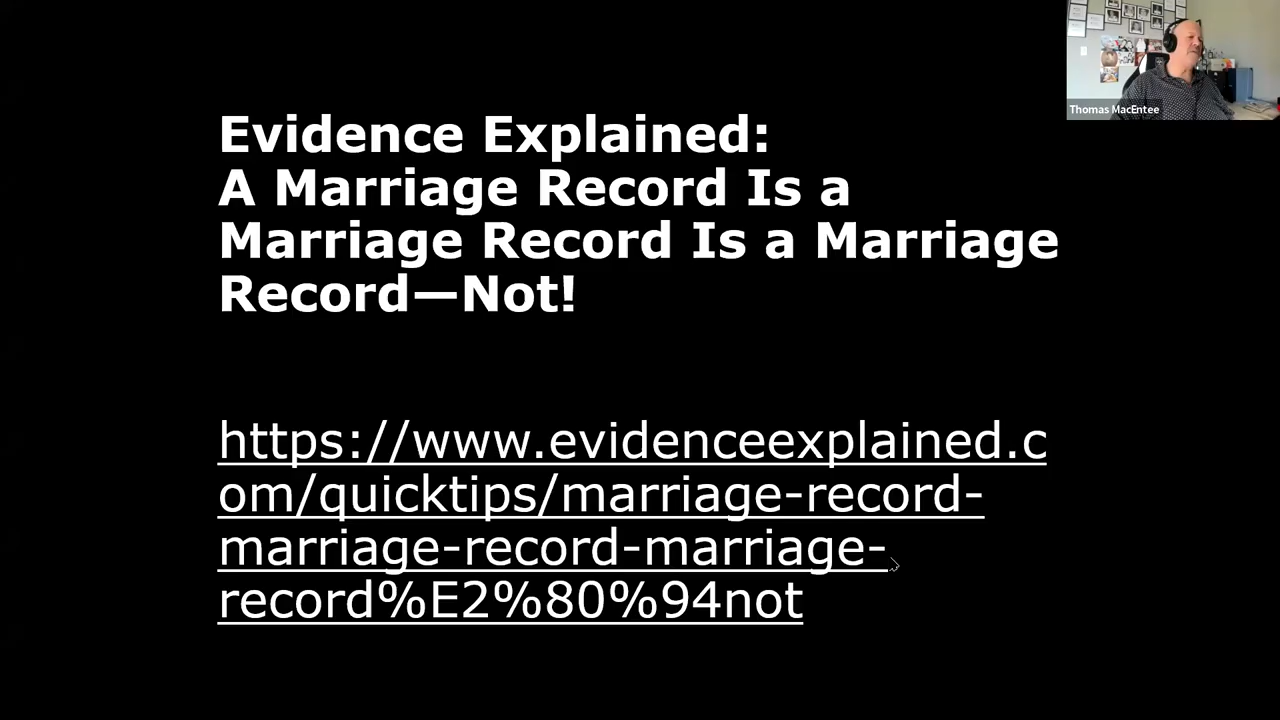 Evidence Explained:
A Marriage Record Is a
Marriage Record Is a Marriage
Record—Not!
https://www.evidenceexplained.c
om/quicktips/marriage-record-
marriage-record-marriage-
record%E2%80%94not
Thomas MacEntee